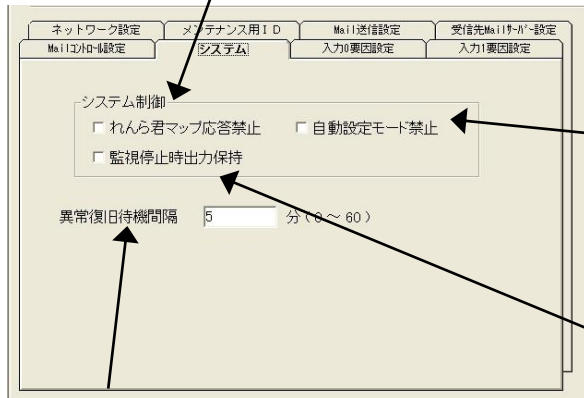 ネットワーク設定 メンテナンス用ID Mail送信設定 受信先Mailｻｰﾊﾞｰ設定
Mailｺﾝﾄﾛｰﾙ設定 システム 入力0要因設定 入力1要因設定
システム制御
れんら君マップ応答禁止 自動設定モード禁止
監視停止時出力保持
異常復旧待機間隔 5 分(0～60)